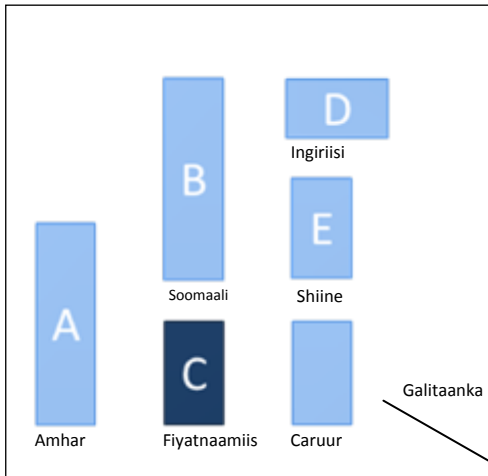 D
Ingiriisi
B
Soomaali
E
Shiine
A
Amhar
C
Fiyatnaamiis
Caruur
Galitaanka